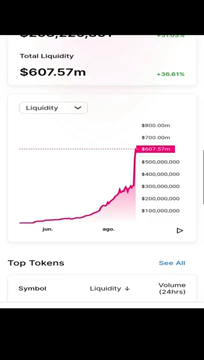 Total Liquidity
$607.57m
+36.61%
Liquidity
$800.00m
$700.00m
$607.57m
$500,000,000
$400,000,000
$300,000,000
$200,000,000
$100,000,000
jun.
ago.
Top Tokens
See All
Symbol
Liquidity ↓
Volume
(24hrs)